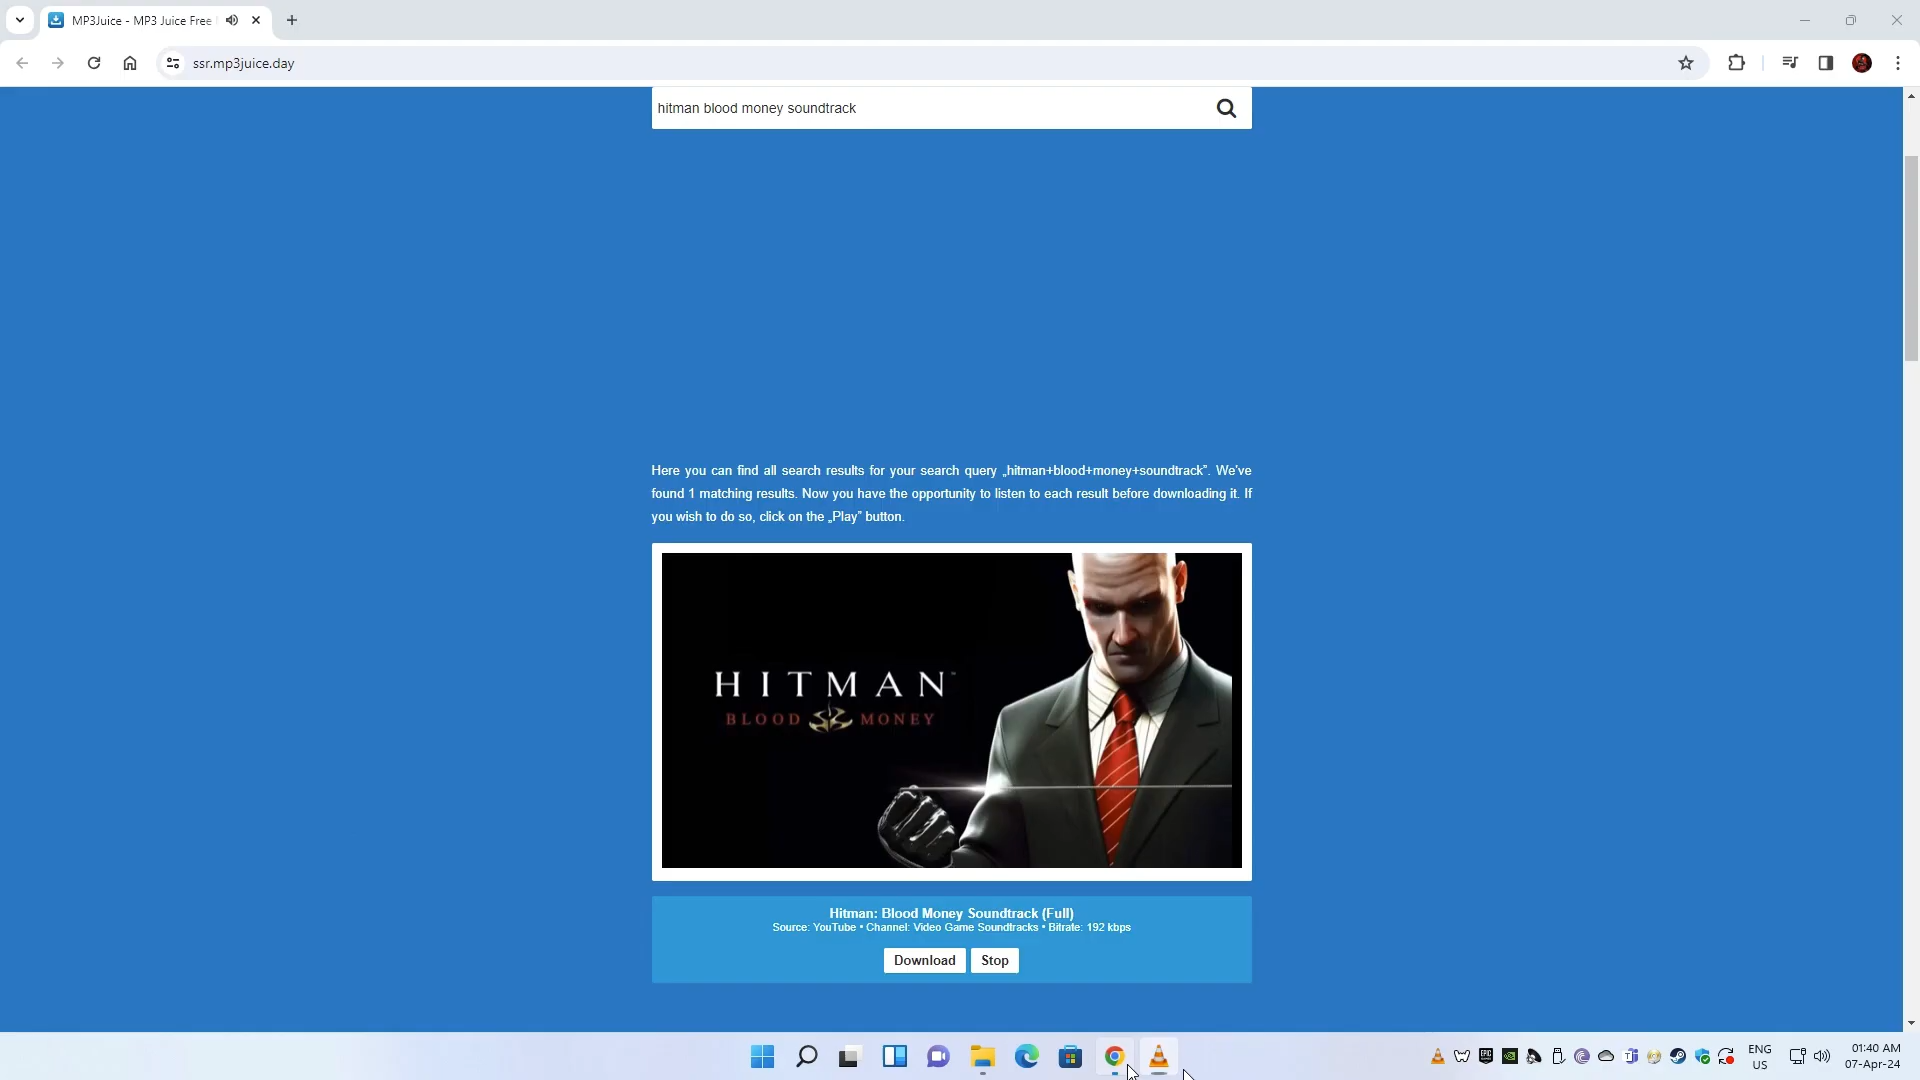 MP3Juice - MP3 Juice Free
ssr.mp3juice.day
hitman blood money soundtrack
Here you can find all search results for your search query „hitman+blood+money+soundtrack”. We've
found 1 matching results. Now you have the opportunity to listen to each result before downloading it. If
you wish to do so, click on the „Play” button.
HITMAN™
BLOOD MONEY
Hitman: Blood Money Soundtrack (Full)
Source: YouTube • Channel: Video Game Soundtracks • Bitrate: 192 kbps
Download Stop
ENG
US
01:40 AM
07-Apr-24